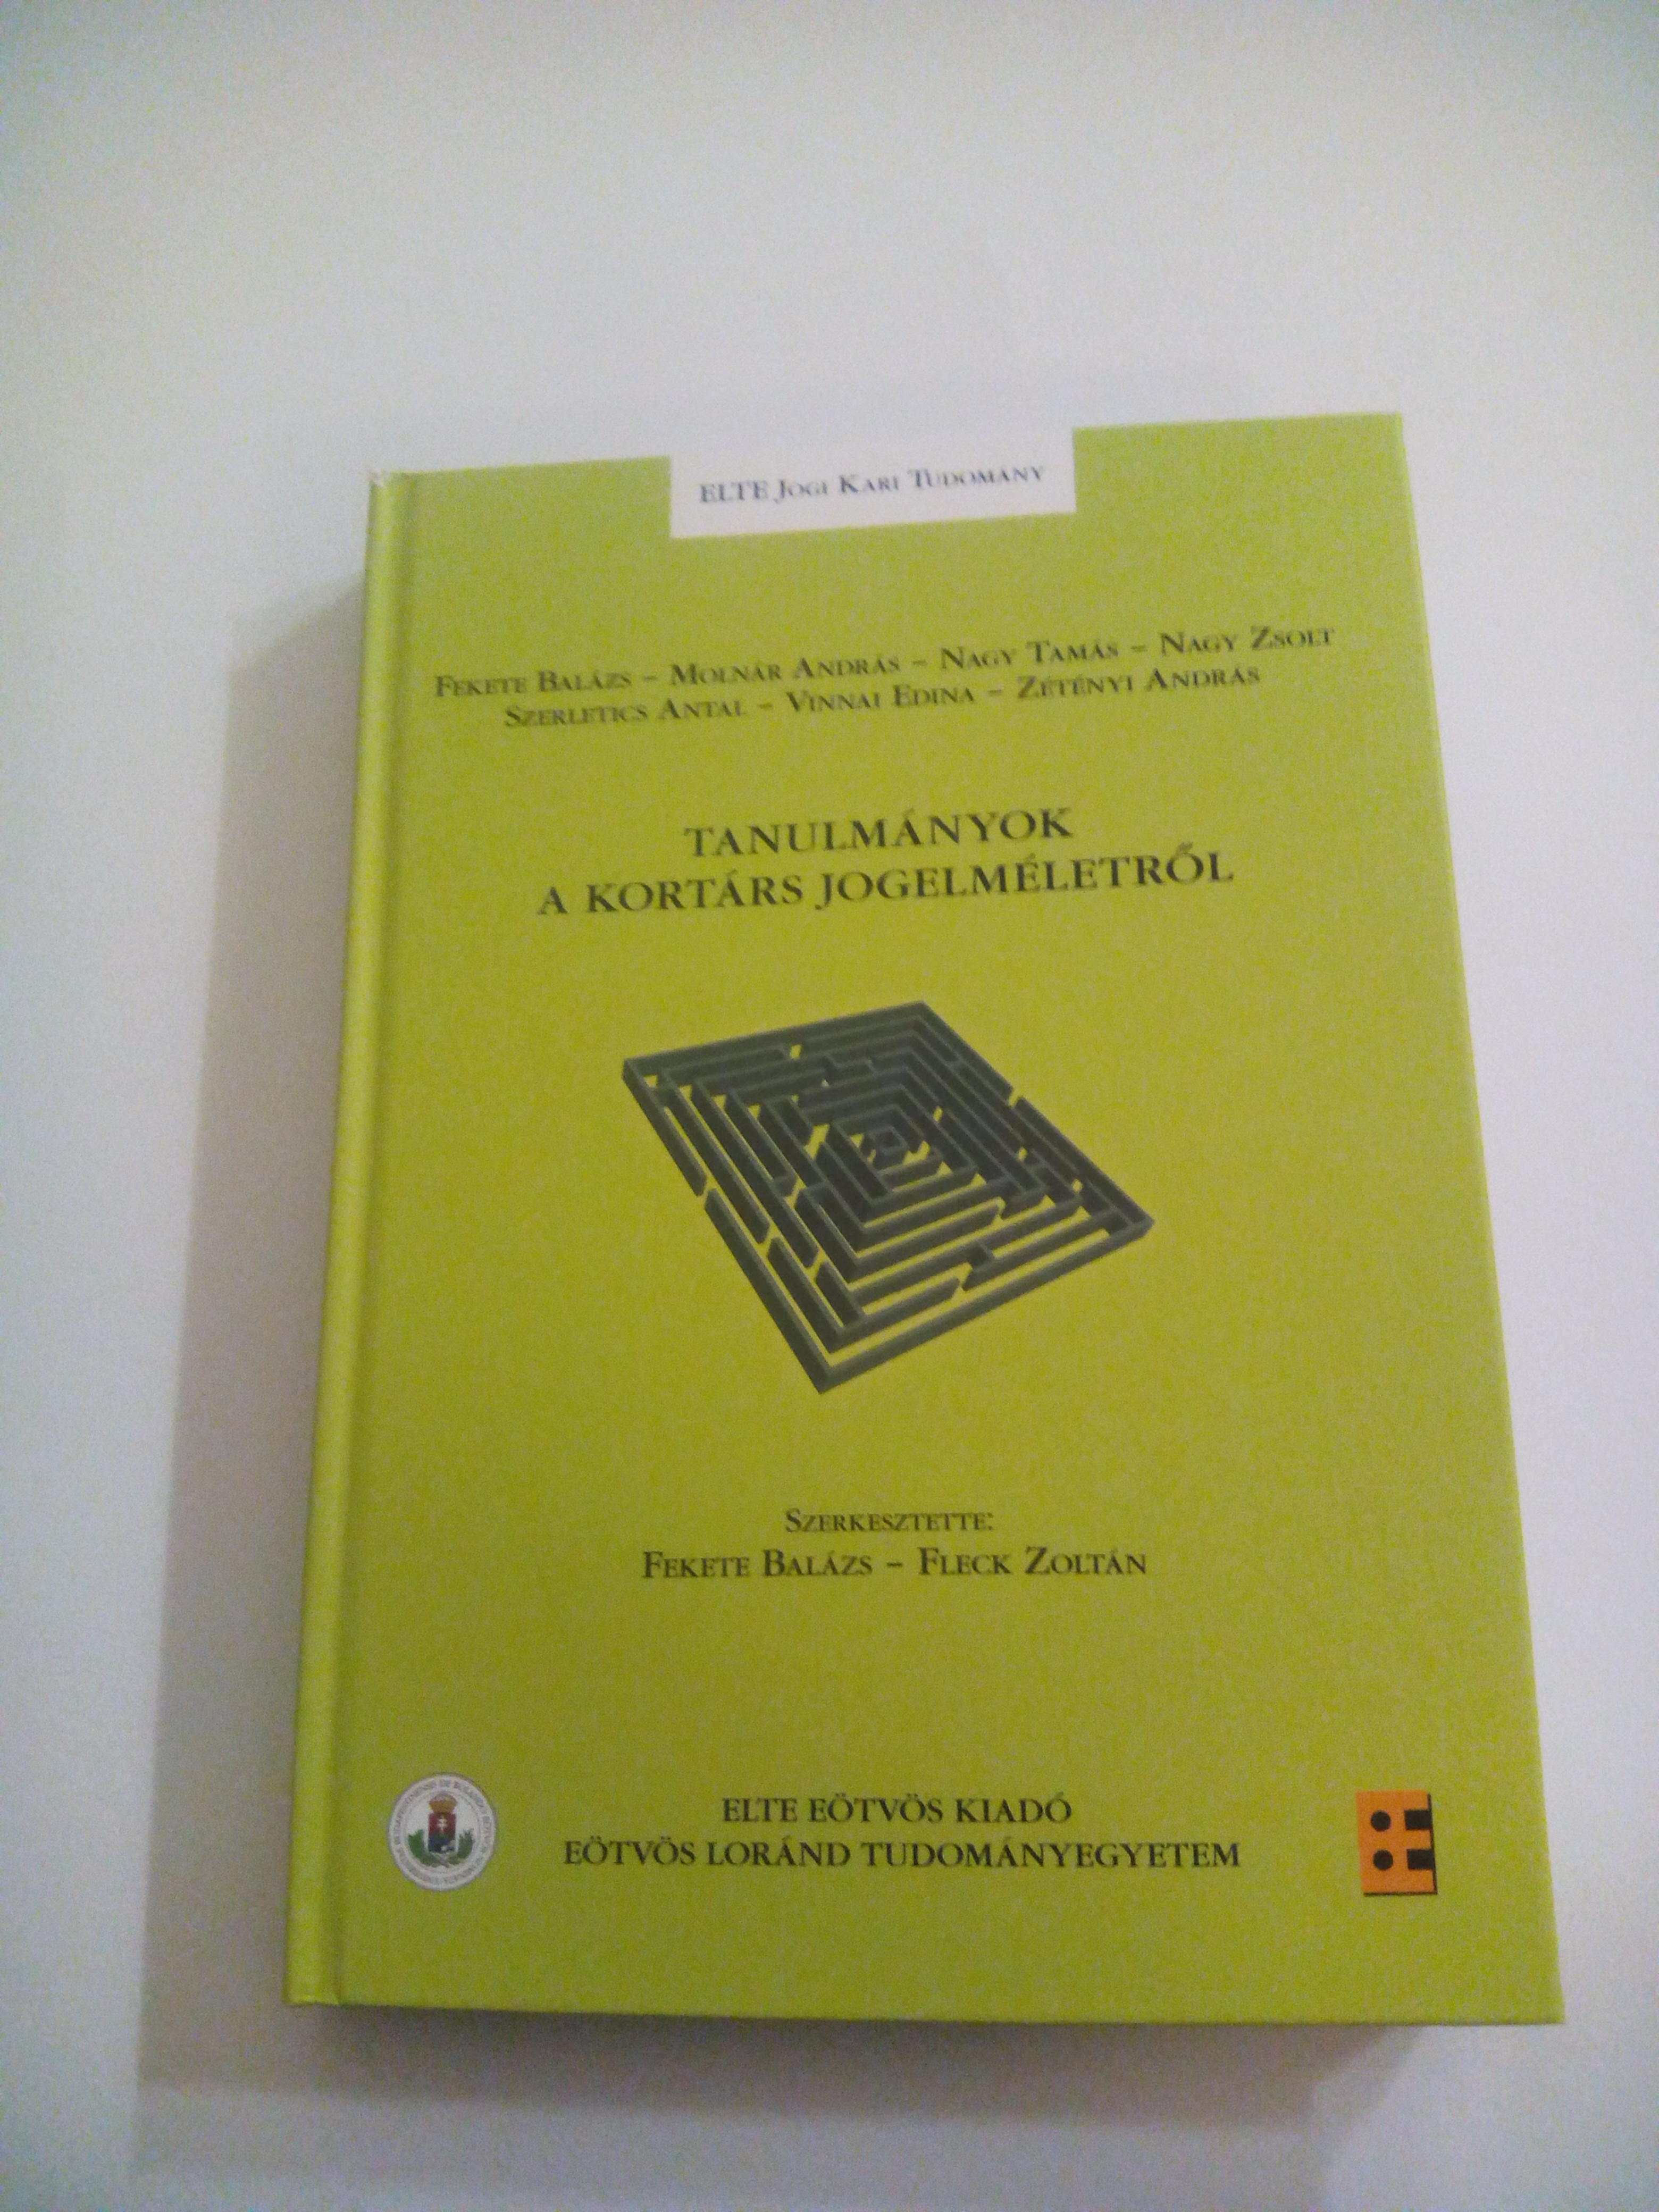 ELTE JOGI KARI TUDOMÁNY
FEKETE BALÁZS – MOLNÁR ANDRÁS – NAGY TAMÁS – NAGY ZSOLT
SZERLETICS ANTAL – VINNAI EDINA – ZÉTÉNYI ANDRÁS
TANULMÁNYOK
A KORTÁRS JOGELMÉLETRŐL
SZERKESZTETTE:
FEKETE BALÁZS – FLECK ZOLTÁN
ELTE EÖTVÖS KIADÓ
EÖTVÖS LORÁND TUDOMÁNYEGYETEM